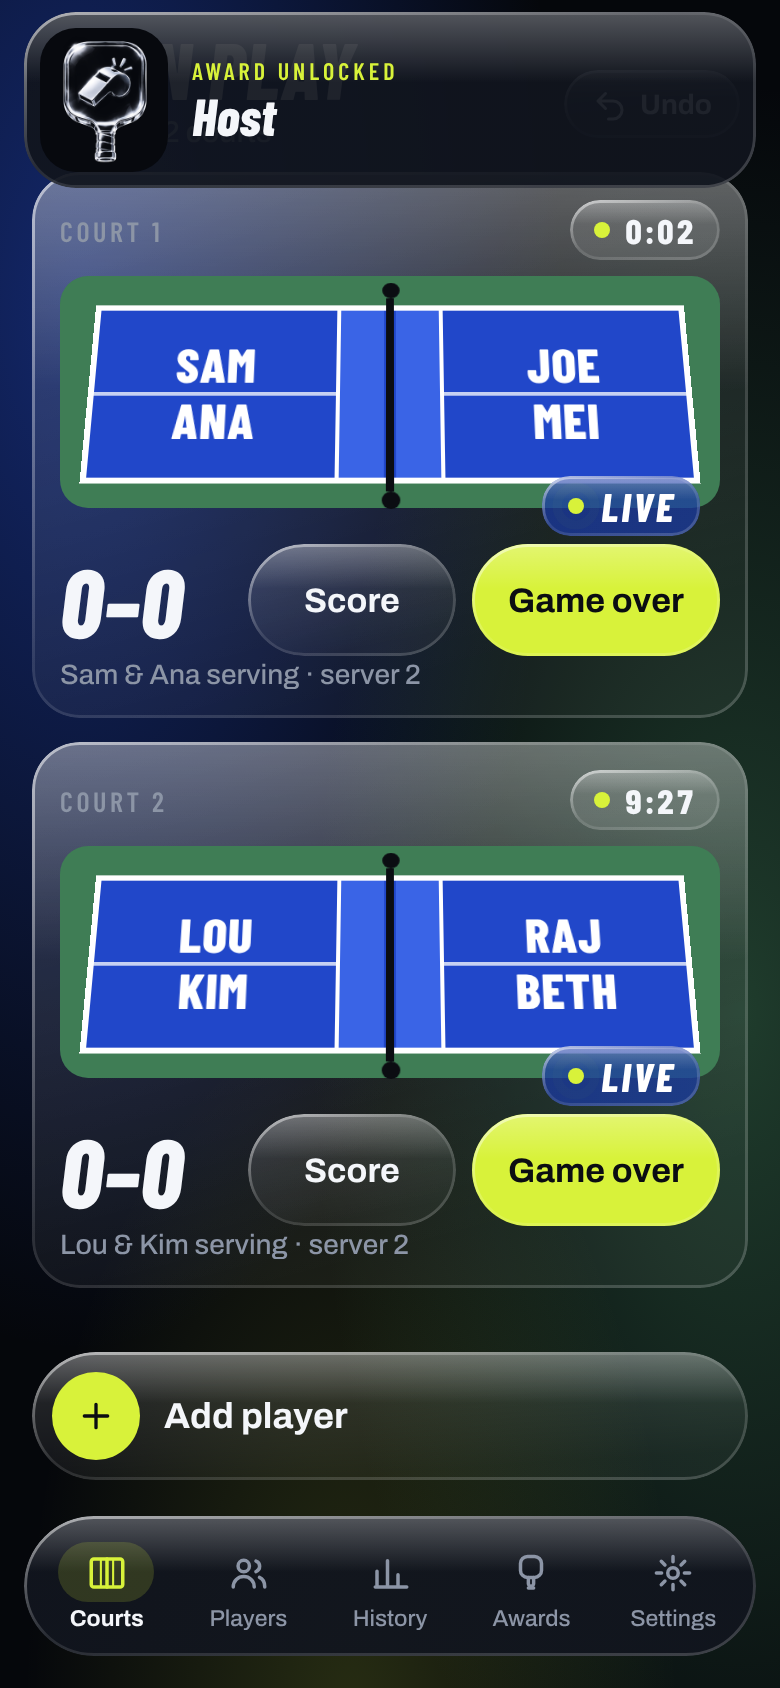 AWARD UNLOCKED
Host
Undo
COURT 1
0:02
SAM
JOE
ANA
MEI
LIVE
0-0
Score
Game over
Sam & Ana serving · server 2
COURT 2
9:27
LOU
RAJ
KIM
BETH
LIVE
0-0
Score
Game over
Lou & Kim serving · server 2
Add player
Courts
Players
History
Awards
Settings